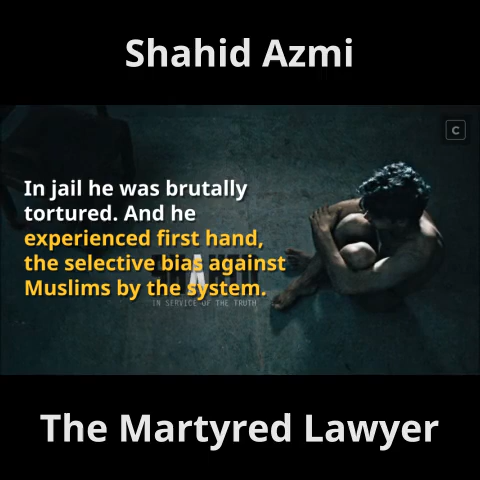 Shahid Azmi
C
In jail he was brutally
tortured. And he
experienced first hand,
the selective bias against
Muslims by the system.
IN SERVICE OF THE TRUTH
The Martyred Lawyer